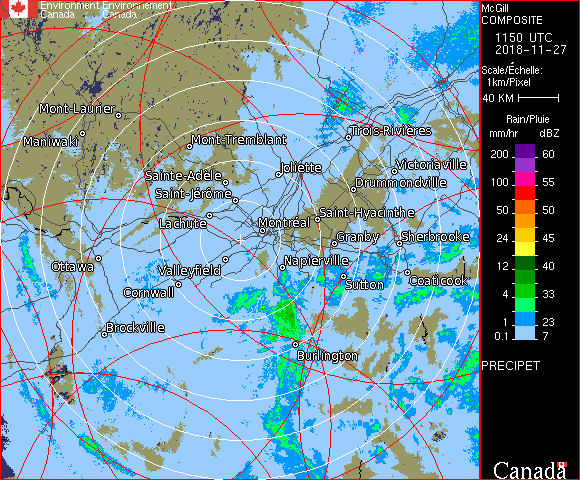 Environment Environnement
Canada Canada
McGill
COMPOSITE
1150 UTC
2018-11-27
Scale/Échelle:
1km/Pixel
40 KM
Rain/Pluie
mm/hr dBZ
200 60
100 55
50 50
24 45
12 40
4 33
1 23
0.1 7
PRECIPET
Canada
Mont-Laurier
Maniwaki
Mont-Tremblant
Trois-Rivières
Joliette
Victoriaville
Sainte-Adèle
Drummondville
Saint-Jérôme
Saint-Hyacinthe
Lachute
Montréal
Granby
Sherbrooke
Ottawa
Valleyfield
Napierville
Sutton
Coaticook
Cornwall
Brockville
Burlington